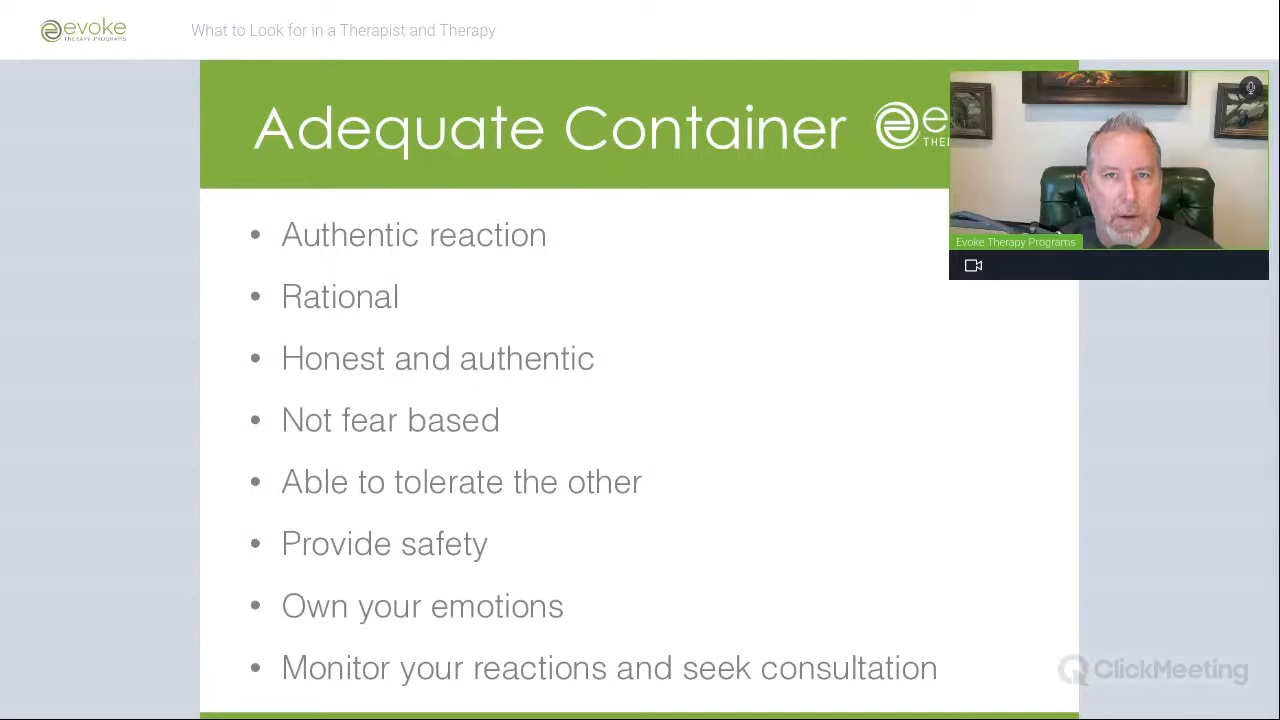 evoke
THERAPY PROGRAMS
What to Look for in a Therapist and Therapy
Adequate Container
e
THE
Evoke Therapy Programs
• Authentic reaction
• Rational
• Honest and authentic
• Not fear based
• Able to tolerate the other
• Provide safety
• Own your emotions
• Monitor your reactions and seek consultation
ClickMeeting